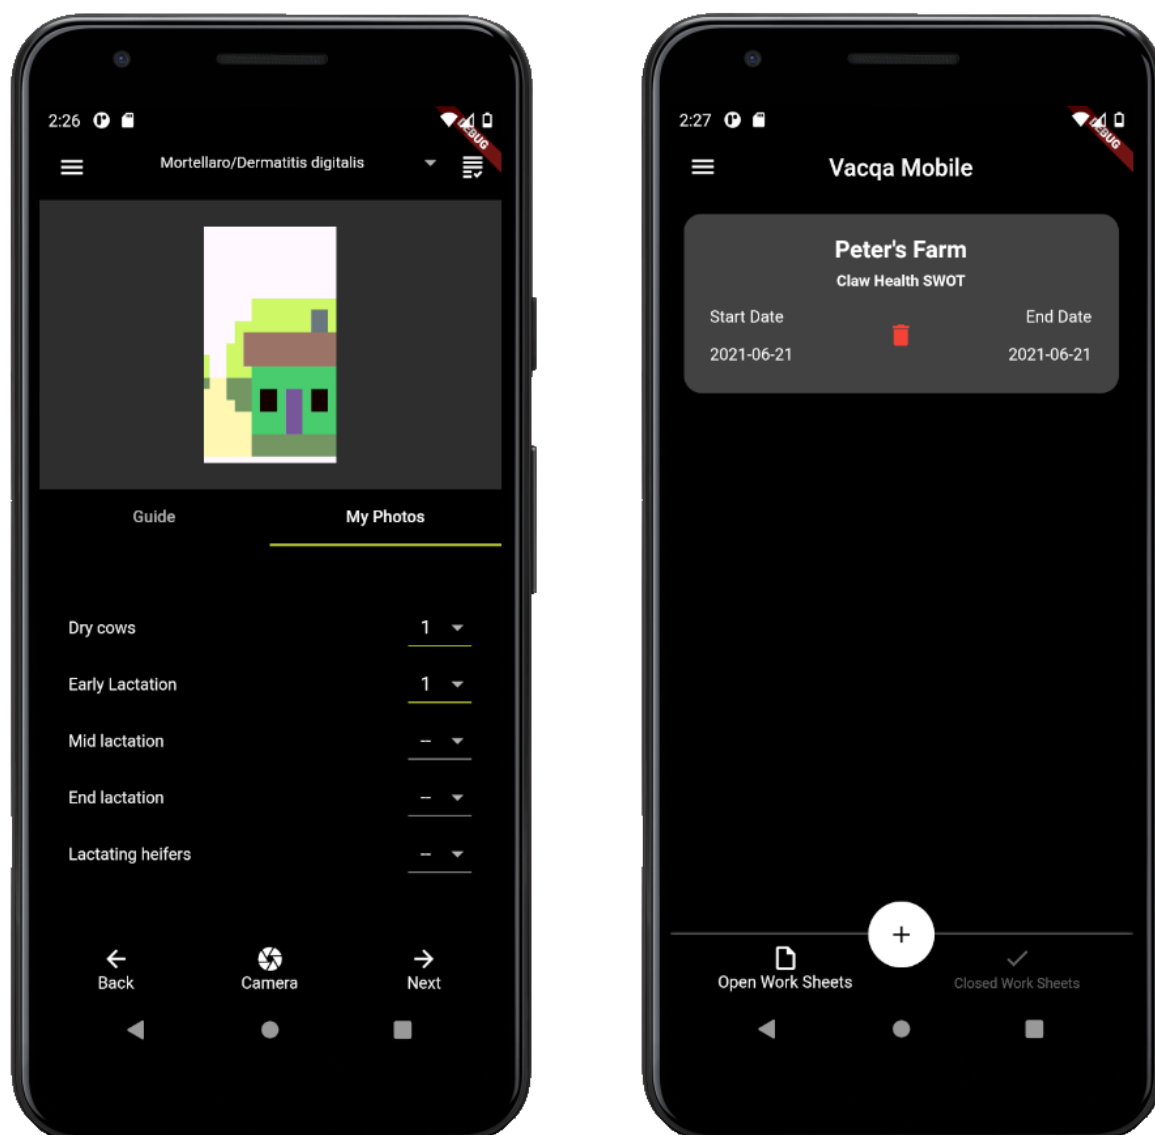 2:26
DEBUG
Mortellaro/Dermatitis digitalis
Guide
My Photos
Dry cows
1
Early Lactation
1
Mid lactation
--
End lactation
--
Lactating heifers
--
Back
Camera
Next
2:27
DEBUG
Vacqa Mobile
Peter's Farm
Claw Health SWOT
Start Date
End Date
2021-06-21
2021-06-21
+
Open Work Sheets
Closed Work Sheets